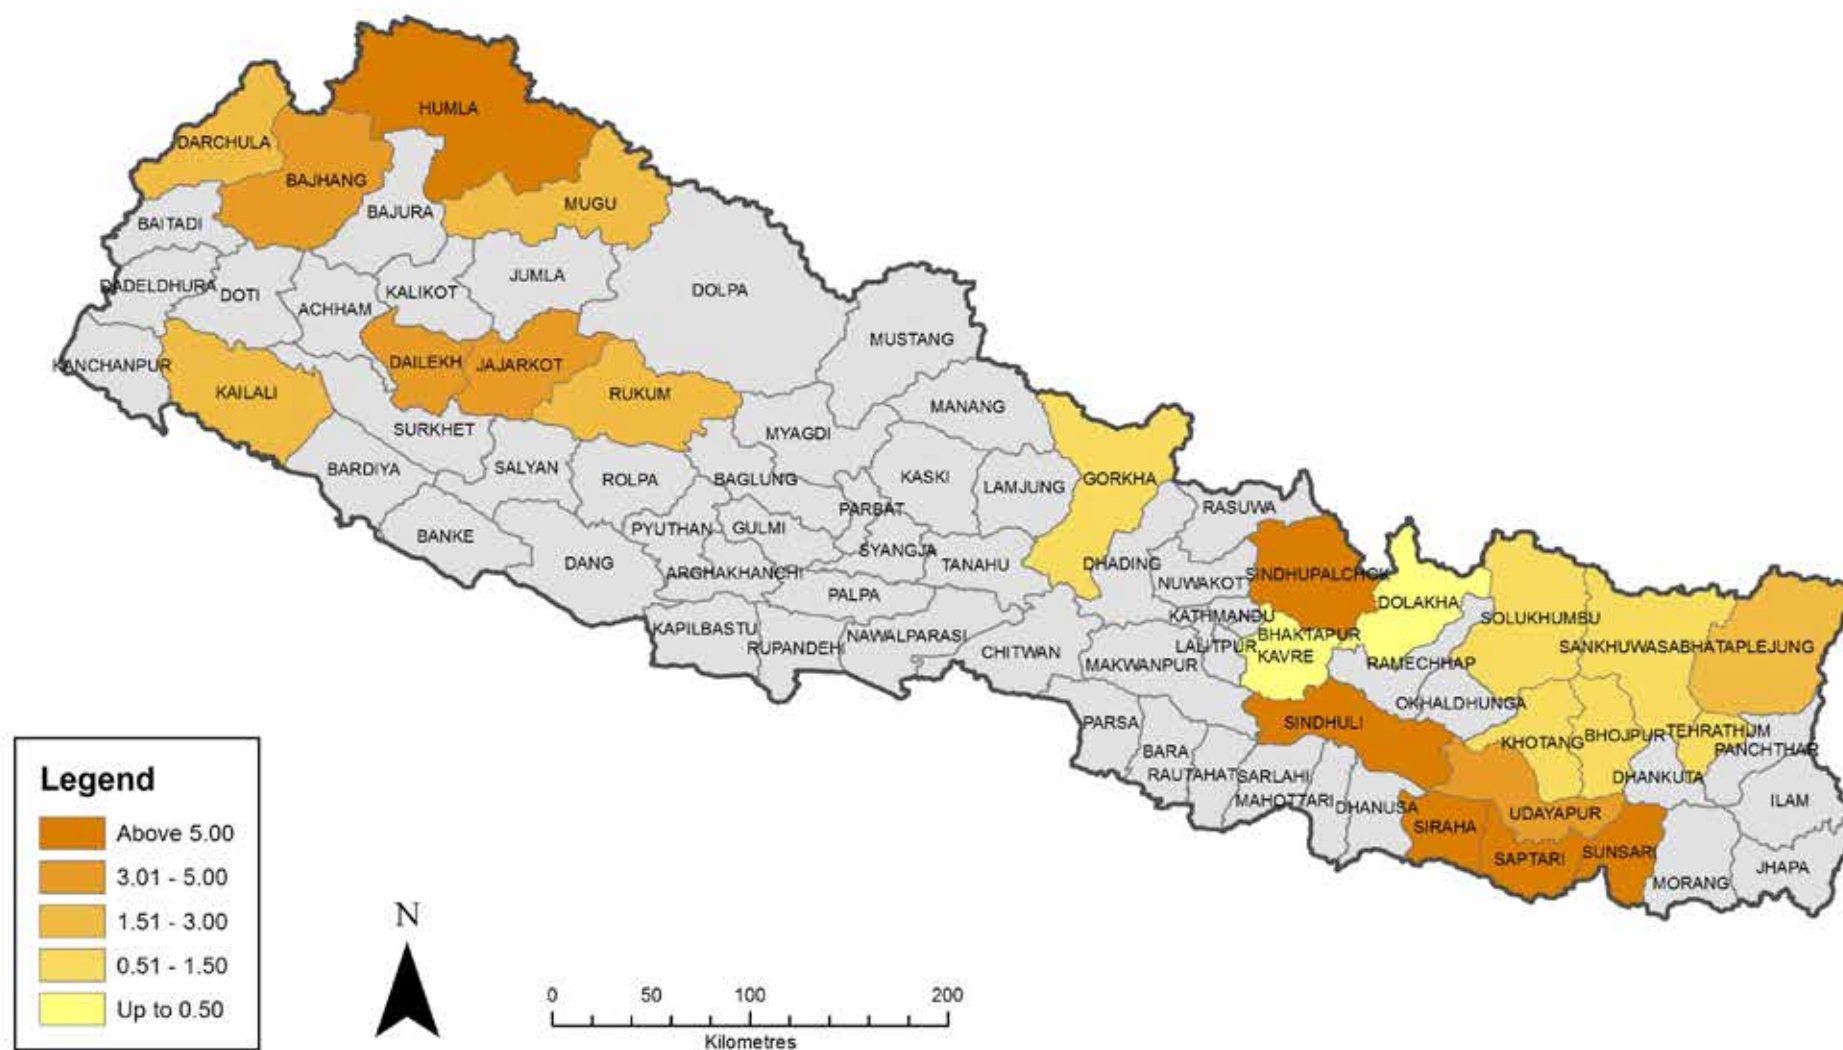 HUMLA
DARCHULA
BAJHANG
MUGU
BAJURA
BAITADI
JUMLA
DADELDHURA
DOTI
KALIKOT
DOLPA
ACHHAM
MUSTANG
KANCHANPUR
DAILEKH
JAJARKOT
KAILALI
RUKUM
MANANG
SURKHET
MYAGDI
BARDIYA
SALYAN
ROLPA
BAGLUNG
KASKI
LAMJUNG
GORKHA
RASUWA
PARBAT
BANKE
PYUTHAN
GULMI
SYANGJA
DANG
TANAHU
DHADING
ARGHAKHANCHI
NUWAKOT
SINDHUPALCHOK
PALPA
DOLAKHA
KATHMANDU
SOLUKHUMBU
KAPILBASTU
RUPANDEHI
NAWALPARASI
CHITWAN
LALITPUR
BHAKTAPUR
KAVRE
SANKHUWASABHA
TAPLEJUNG
MAKWANPUR
RAMECHHAP
OKHALDHUNGA
PARSA
SINDHULI
KHOTANG
BHOJPUR
TEHRATHUM
PANCHTHAR
BARA
RAUTAHAT
SARLAHI
DHANKUTA
MAHOTTARI
DHANUSA
ILAM
SIRAHA
UDAYAPUR
SAPTARI
SUNSARI
MORANG
JHAPA
Legend
Above 5.00
3.01 - 5.00
1.51 - 3.00
0.51 - 1.50
Up to 0.50
N
0 50 100 200
Kilometres